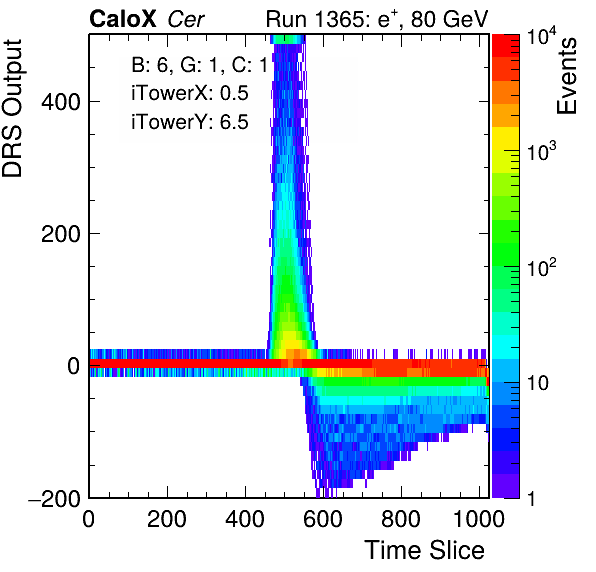 CaloX Cer Run 1365: e+, 80 GeV
B: 6, G: 1, C: 1
iTowerX: 0.5
iTowerY: 6.5
DRS Output
400
200
0
−200
0 200 400 600 800 1000
Time Slice
Events
10^4
10^3
10^2
10
1